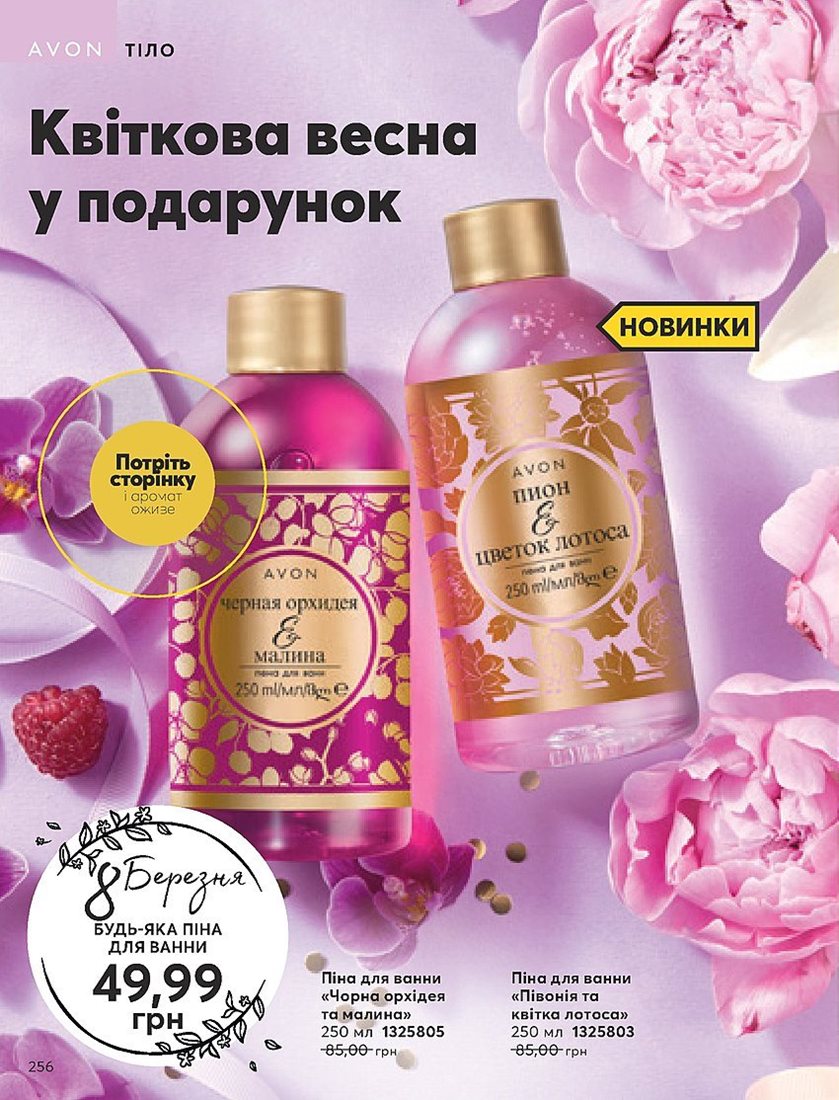 AVON ТІЛО
Квіткова весна
у подарунок
НОВИНКИ
Потріть
сторінку
і аромат
оживе
AVON
пион
&
цветок лотоса
пена для ванн
250 ml/мл/
AVON
черная орхидея
&
малина
пена для ванн
250 ml/мл/
8 Березня
БУДЬ-ЯКА ПІНА
ДЛЯ ВАННИ
49,99
грн
Піна для ванни
«Чорна орхідея
та малина»
250 мл 1325805
85,00 грн
Піна для ванни
«Півонія та
квітка лотоса»
250 мл 1325803
85,00 грн
256